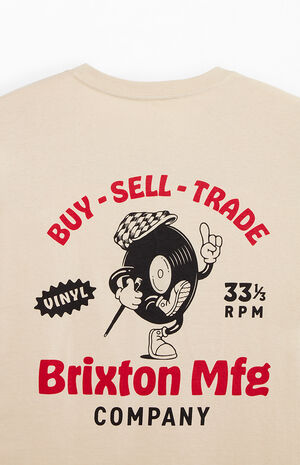 BUY - SELL - TRADE
VINYL
33⅓
RPM
Brixton Mfg
COMPANY